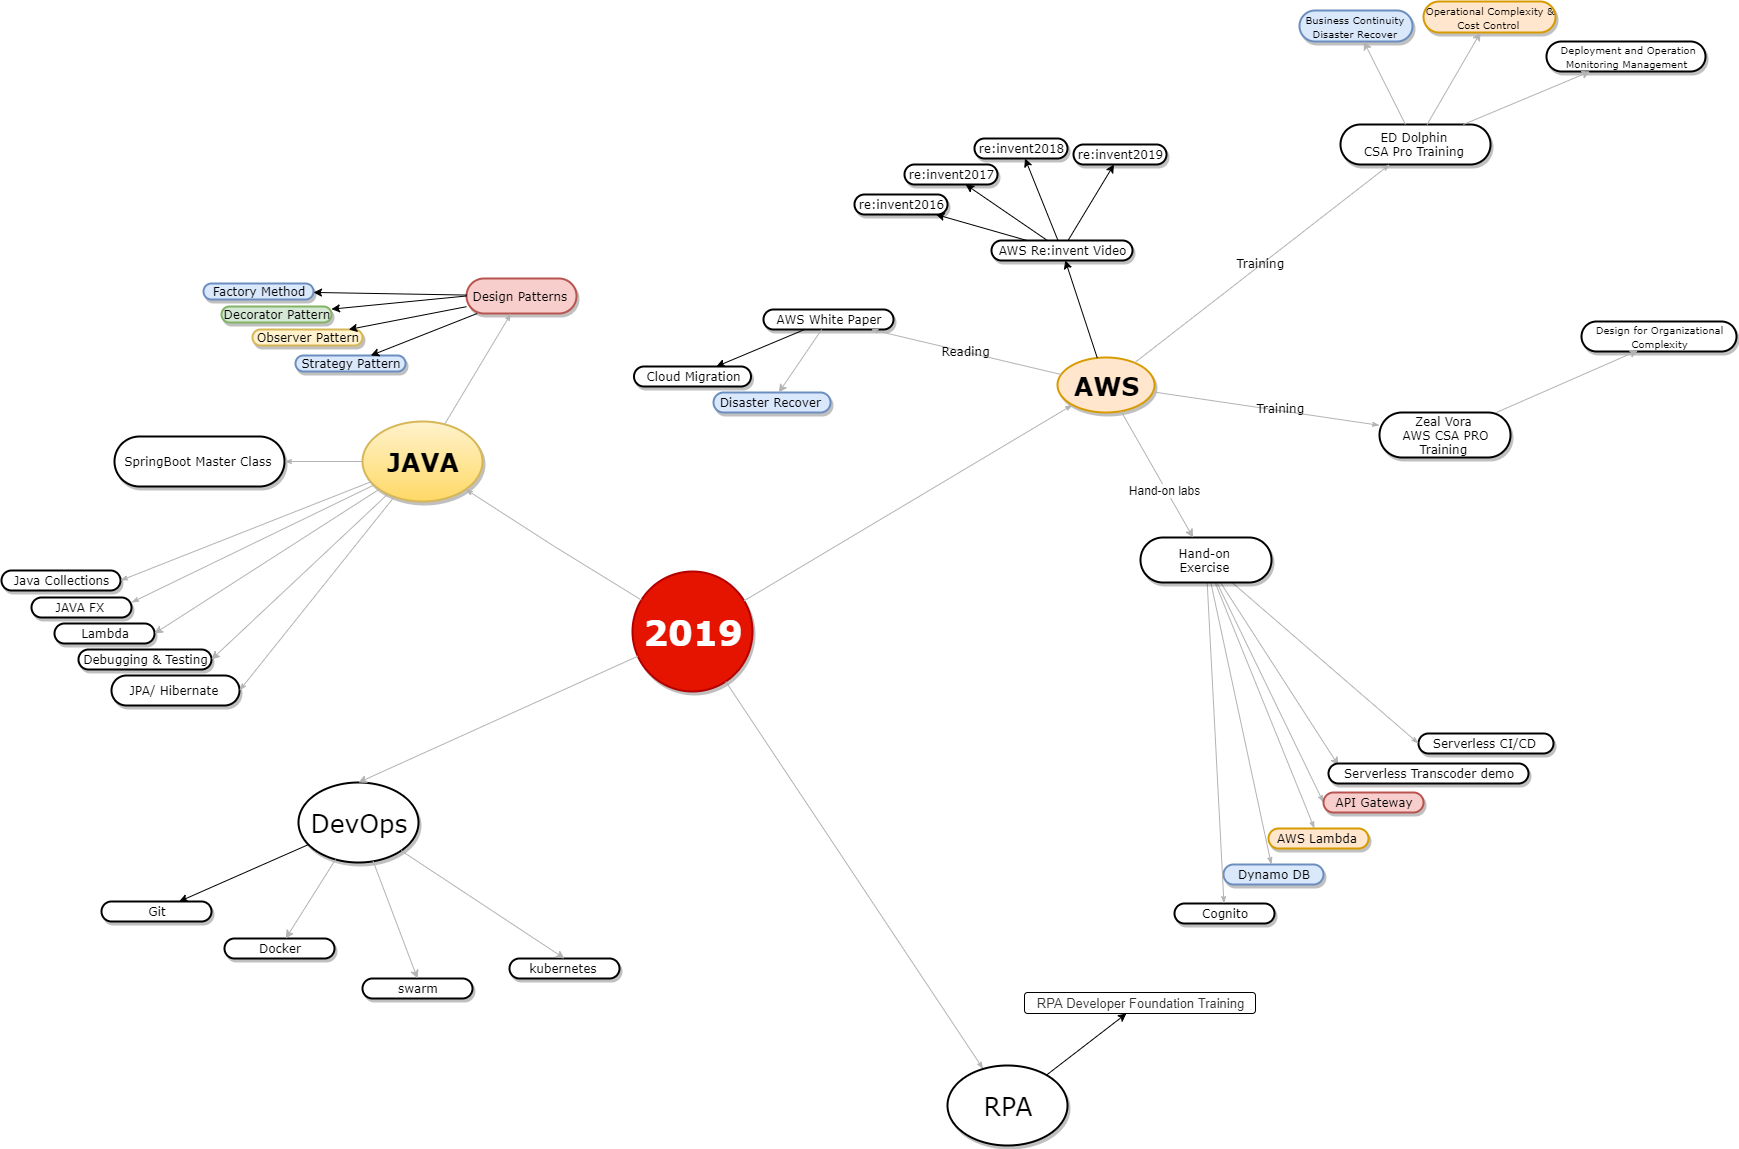 Business Continuity
Disaster Recover
Operational Complexity &
Cost Control
Deployment and Operation
Monitoring Management
ED Dolphin
CSA Pro Training
re:invent2018
re:invent2019
re:invent2017
re:invent2016
AWS Re:invent Video
Training
Factory Method
Design Patterns
Decorator Pattern
Observer Pattern
Strategy Pattern
AWS White Paper
Reading
Cloud Migration
Disaster Recover
AWS
Design for Organizational
Complexity
Training
Zeal Vora
AWS CSA PRO
Training
SpringBoot Master Class
JAVA
Hand-on labs
Hand-on
Exercise
Java Collections
JAVA FX
Lambda
Debugging & Testing
JPA/ Hibernate
2019
Serverless CI/CD
Serverless Transcoder demo
API Gateway
AWS Lambda
Dynamo DB
Cognito
DevOps
Git
Docker
swarm
kubernetes
RPA Developer Foundation Training
RPA